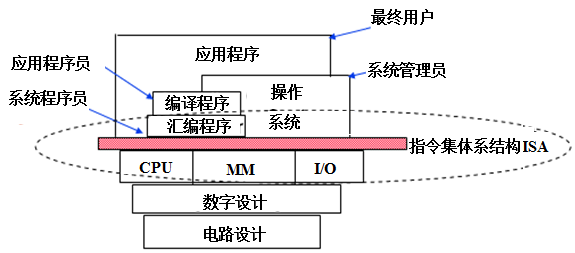 最终用户
应用程序
应用程序员
系统管理员
编译程序
操作
系统程序员
汇编程序
系统
指令集体系结构ISA
CPU
MM
I/O
数字设计
电路设计